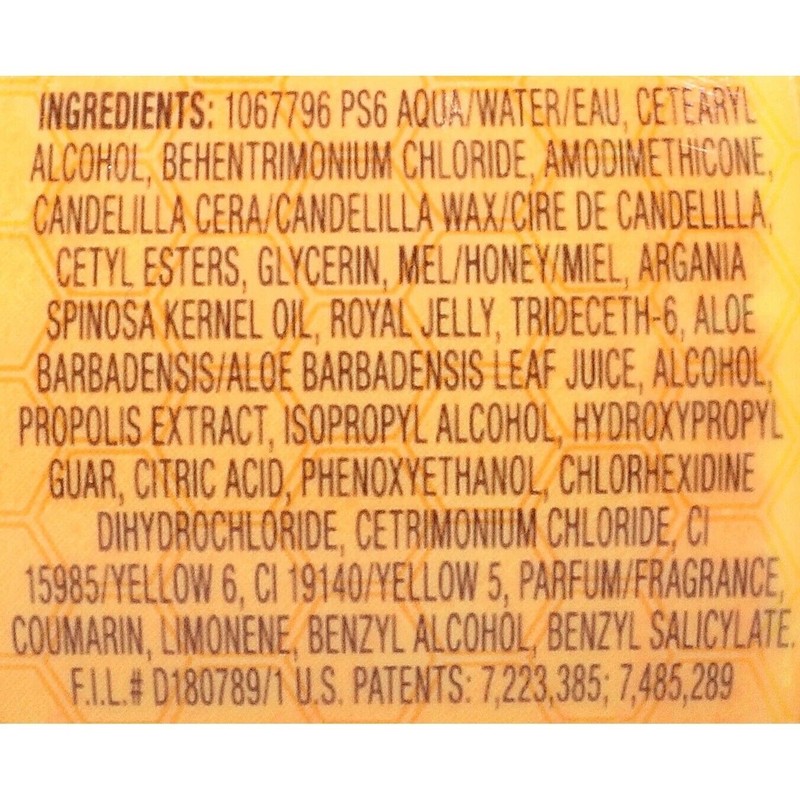 INGREDIENTS: 1067796 PS6 AQUA/WATER/EAU, CETEARYL
ALCOHOL, BEHENTRIMONIUM CHLORIDE, AMODIMETHICONE,
CANDELILLA CERA/CANDELILLA WAX/CIRE DE CANDELILLA,
CETYL ESTERS, GLYCERIN, MEL/HONEY/MIEL, ARGANIA
SPINOSA KERNEL OIL, ROYAL JELLY, TRIDECETH-6, ALOE
BARBADENSIS/ALOE BARBADENSIS LEAF JUICE, ALCOHOL,
PROPOLIS EXTRACT, ISOPROPYL ALCOHOL, HYDROXYPROPYL
GUAR, CITRIC ACID, PHENOXYETHANOL, CHLORHEXIDINE
DIHYDROCHLORIDE, CETRIMONIUM CHLORIDE, CI
15985/YELLOW 6, CI 19140/YELLOW 5, PARFUM/FRAGRANCE,
COUMARIN, LIMONENE, BENZYL ALCOHOL, BENZYL SALICYLATE.
F.I.L.# D180789/1 U.S. PATENTS: 7,223,385; 7,485,289